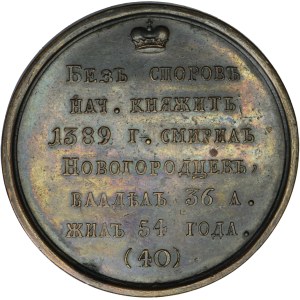 БЕЗЪ СПОРОВЪ
НАЧ. КНЯЖИТЬ
1389 Г. СМИРИЛЪ
НОВОГОРОДЦЕВЪ,
ВЛАДѢЛЪ 36 Л.
ЖИЛЪ 54 ГОДА.
(40)